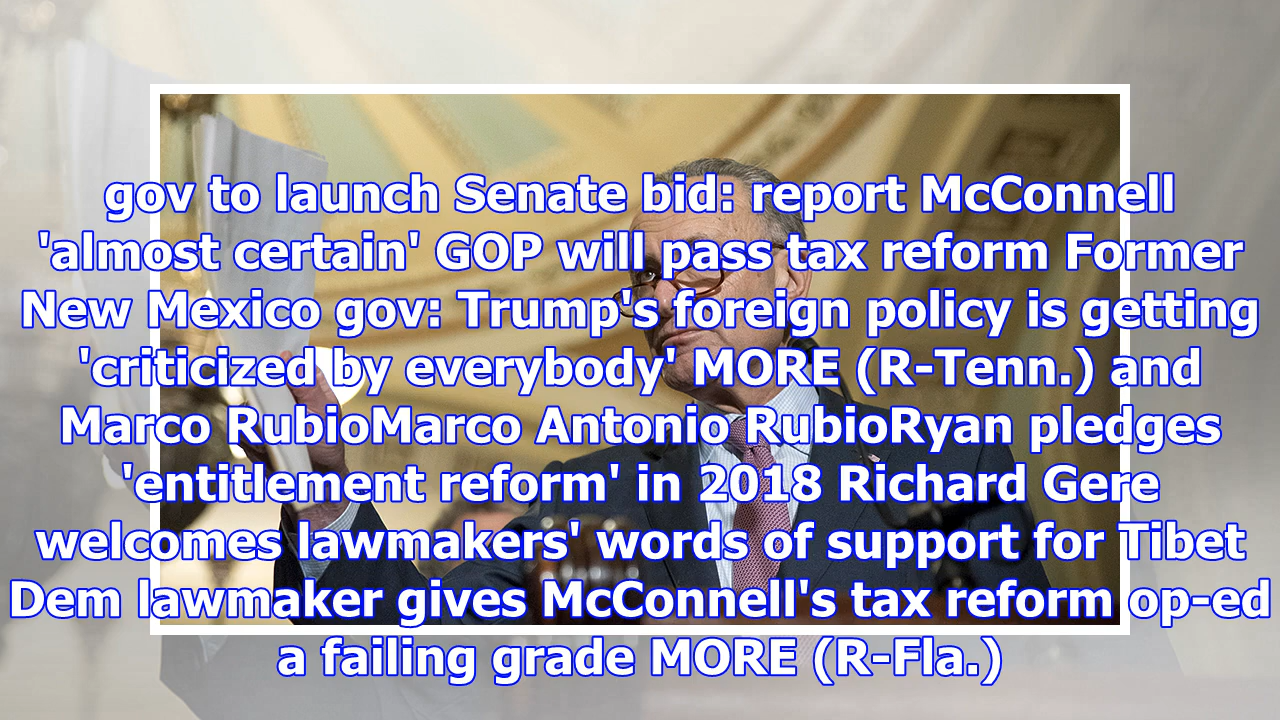 gov to launch Senate bid: report McConnell
'almost certain' GOP will pass tax reform Former
New Mexico gov: Trump's foreign policy is getting
'criticized by everybody' MORE (R-Tenn.) and
Marco RubioMarco Antonio RubioRyan pledges
'entitlement reform' in 2018 Richard Gere
welcomes lawmakers' words of support for Tibet
Dem lawmaker gives McConnell's tax reform op-ed
a failing grade MORE (R-Fla.)